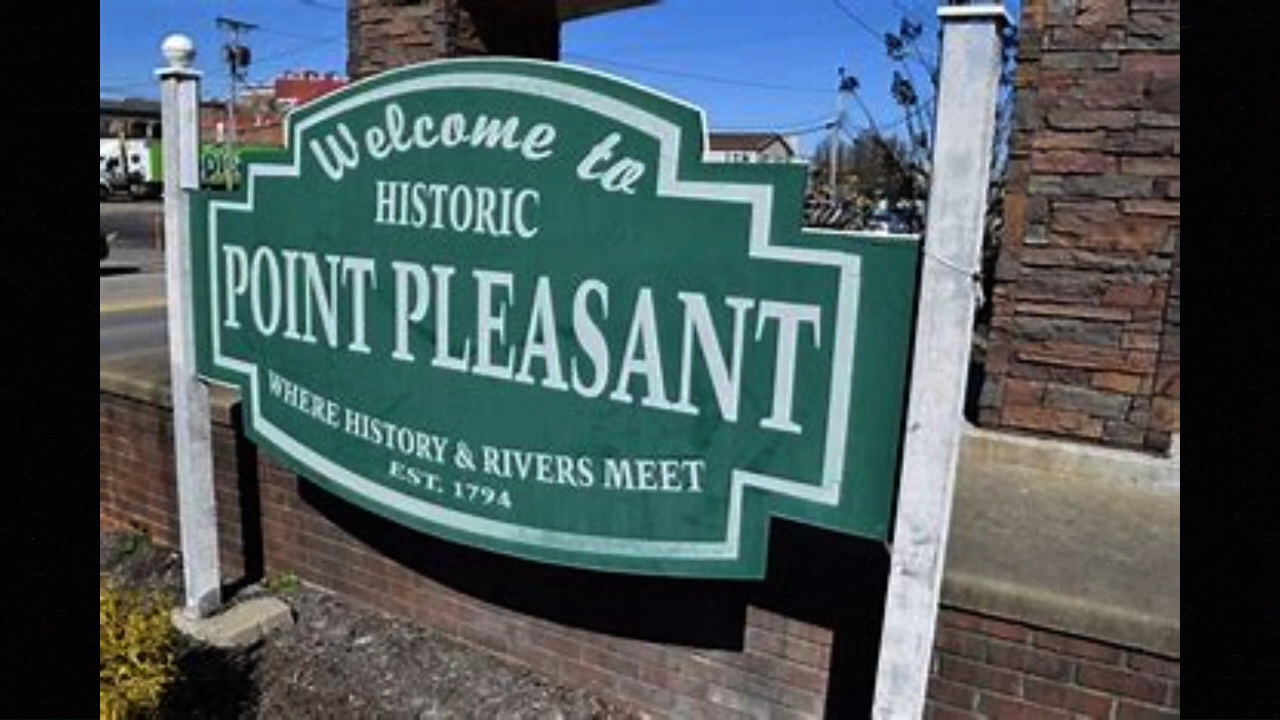 Welcome to
HISTORIC
POINT PLEASANT
WHERE HISTORY & RIVERS MEET
EST. 1794